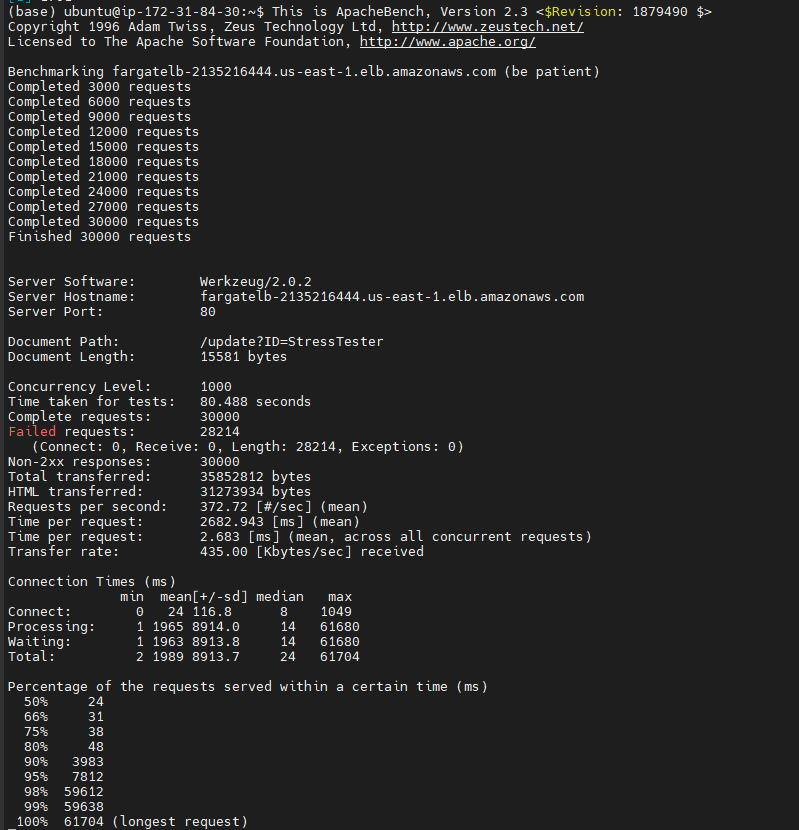 (base) ubuntu@ip-172-31-84-30:~$ This is ApacheBench, Version 2.3 <$Revision: 1879490 $>
Copyright 1996 Adam Twiss, Zeus Technology Ltd, http://www.zeustech.net/
Licensed to The Apache Software Foundation, http://www.apache.org/

Benchmarking fargatelb-2135216444.us-east-1.elb.amazonaws.com (be patient)
Completed 3000 requests
Completed 6000 requests
Completed 9000 requests
Completed 12000 requests
Completed 15000 requests
Completed 18000 requests
Completed 21000 requests
Completed 24000 requests
Completed 27000 requests
Completed 30000 requests
Finished 30000 requests

Server Software:        Werkzeug/2.0.2
Server Hostname:        fargatelb-2135216444.us-east-1.elb.amazonaws.com
Server Port:            80

Document Path:          /update?ID=StressTester
Document Length:        15581 bytes

Concurrency Level:      1000
Time taken for tests:   80.488 seconds
Complete requests:      30000
Failed requests:        28214
   (Connect: 0, Receive: 0, Length: 28214, Exceptions: 0)
Non-2xx responses:      30000
Total transferred:      35852812 bytes
HTML transferred:       31273934 bytes
Requests per second:    372.72 [#/sec] (mean)
Time per request:       2682.943 [ms] (mean)
Time per request:       2.683 [ms] (mean, across all concurrent requests)
Transfer rate:          435.00 [Kbytes/sec] received

Connection Times (ms)
              min  mean[+/-sd] median   max
Connect:        0   24 116.8      8    1049
Processing:     1 1965 8914.0     14   61680
Waiting:        1 1963 8913.8     14   61680
Total:          2 1989 8913.7     24   61704

Percentage of the requests served within a certain time (ms)
  50%     24
  66%     31
  75%     38
  80%     48
  90%   3983
  95%   7812
  98%  59612
  99%  59638
 100%  61704 (longest request)